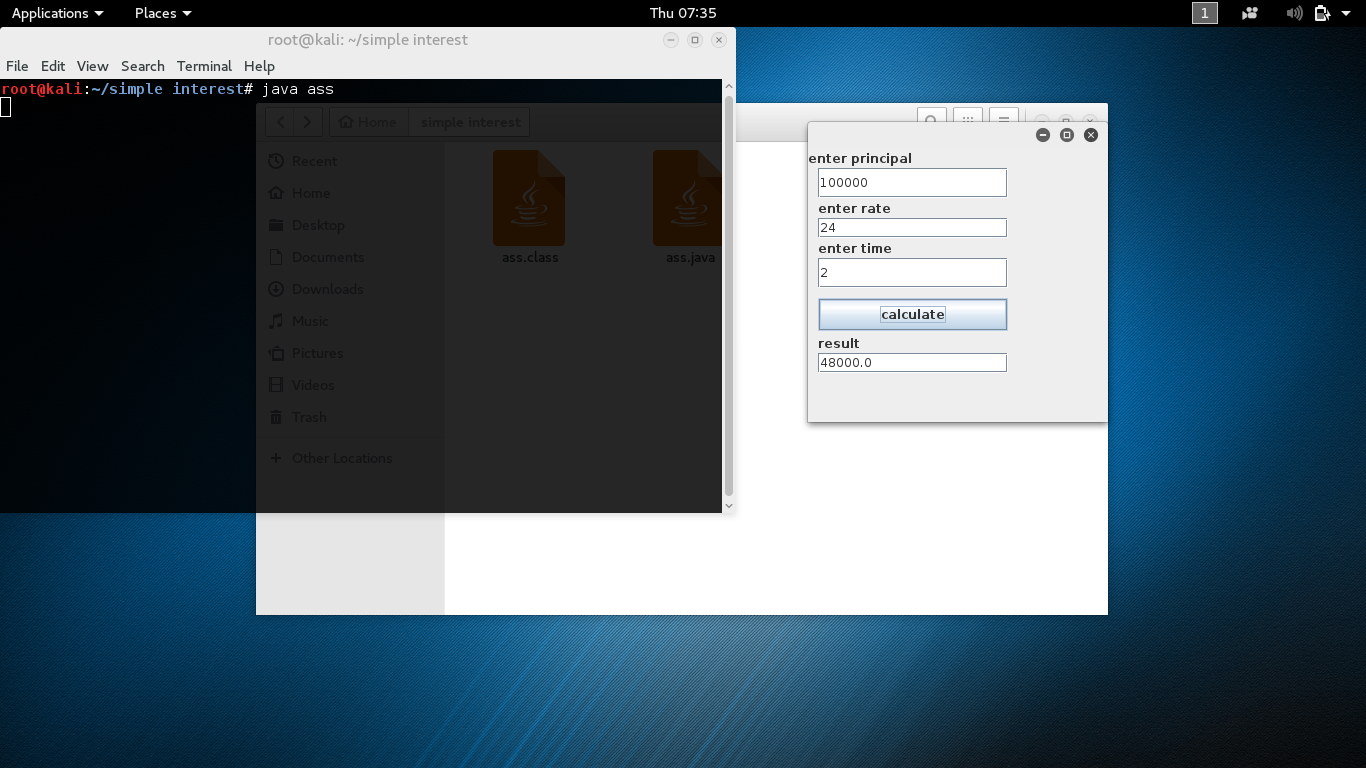 Applications Places Thu 07:35 1
root@kali: ~/simple interest
File Edit View Search Terminal Help
root@kali:~/simple interest# java ass
Home simple interest
Recent
Home
Desktop
Documents
Downloads
Music
Pictures
Videos
Trash
Other Locations
ass.class ass.java
enter principal
100000
enter rate
24
enter time
2
calculate
result
48000.0